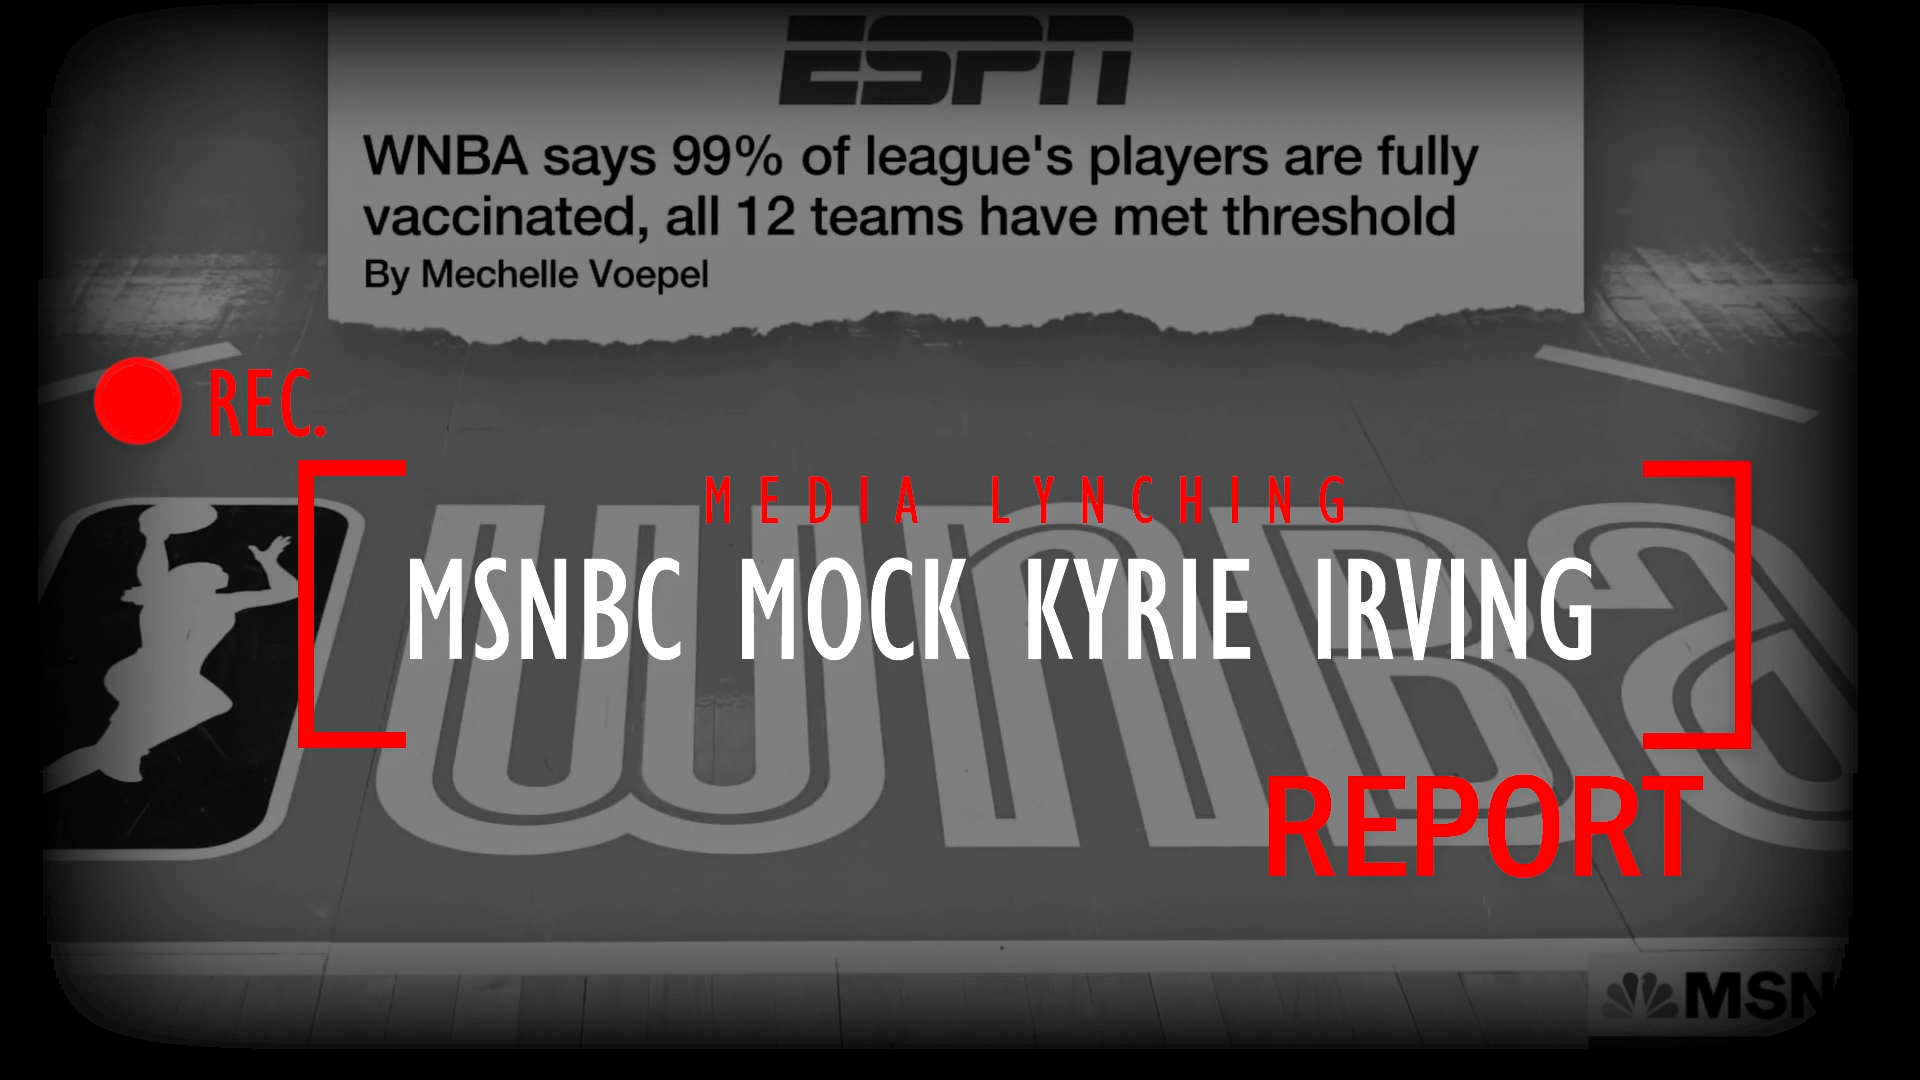 ESPN
WNBA says 99% of league's players are fully
vaccinated, all 12 teams have met threshold
By Mechelle Voepel
REC.
MEDIA LYNCHING
MSNBC MOCK KYRIE IRVING
WNBA
REPORT
MSN